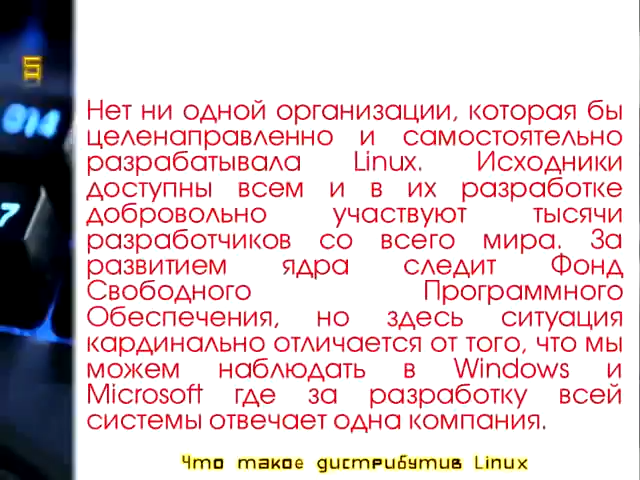 Нет ни одной организации, которая бы
целенаправленно и самостоятельно
разрабатывала Linux. Исходники
доступны всем и в их разработке
добровольно участвуют тысячи
разработчиков со всего мира. За
развитием ядра следит Фонд
Свободного Программного
Обеспечения, но здесь ситуация
кардинально отличается от того, что мы
можем наблюдать в Windows и
Microsoft где за разработку всей
системы отвечает одна компания.
Что такое дистрибутив Linux